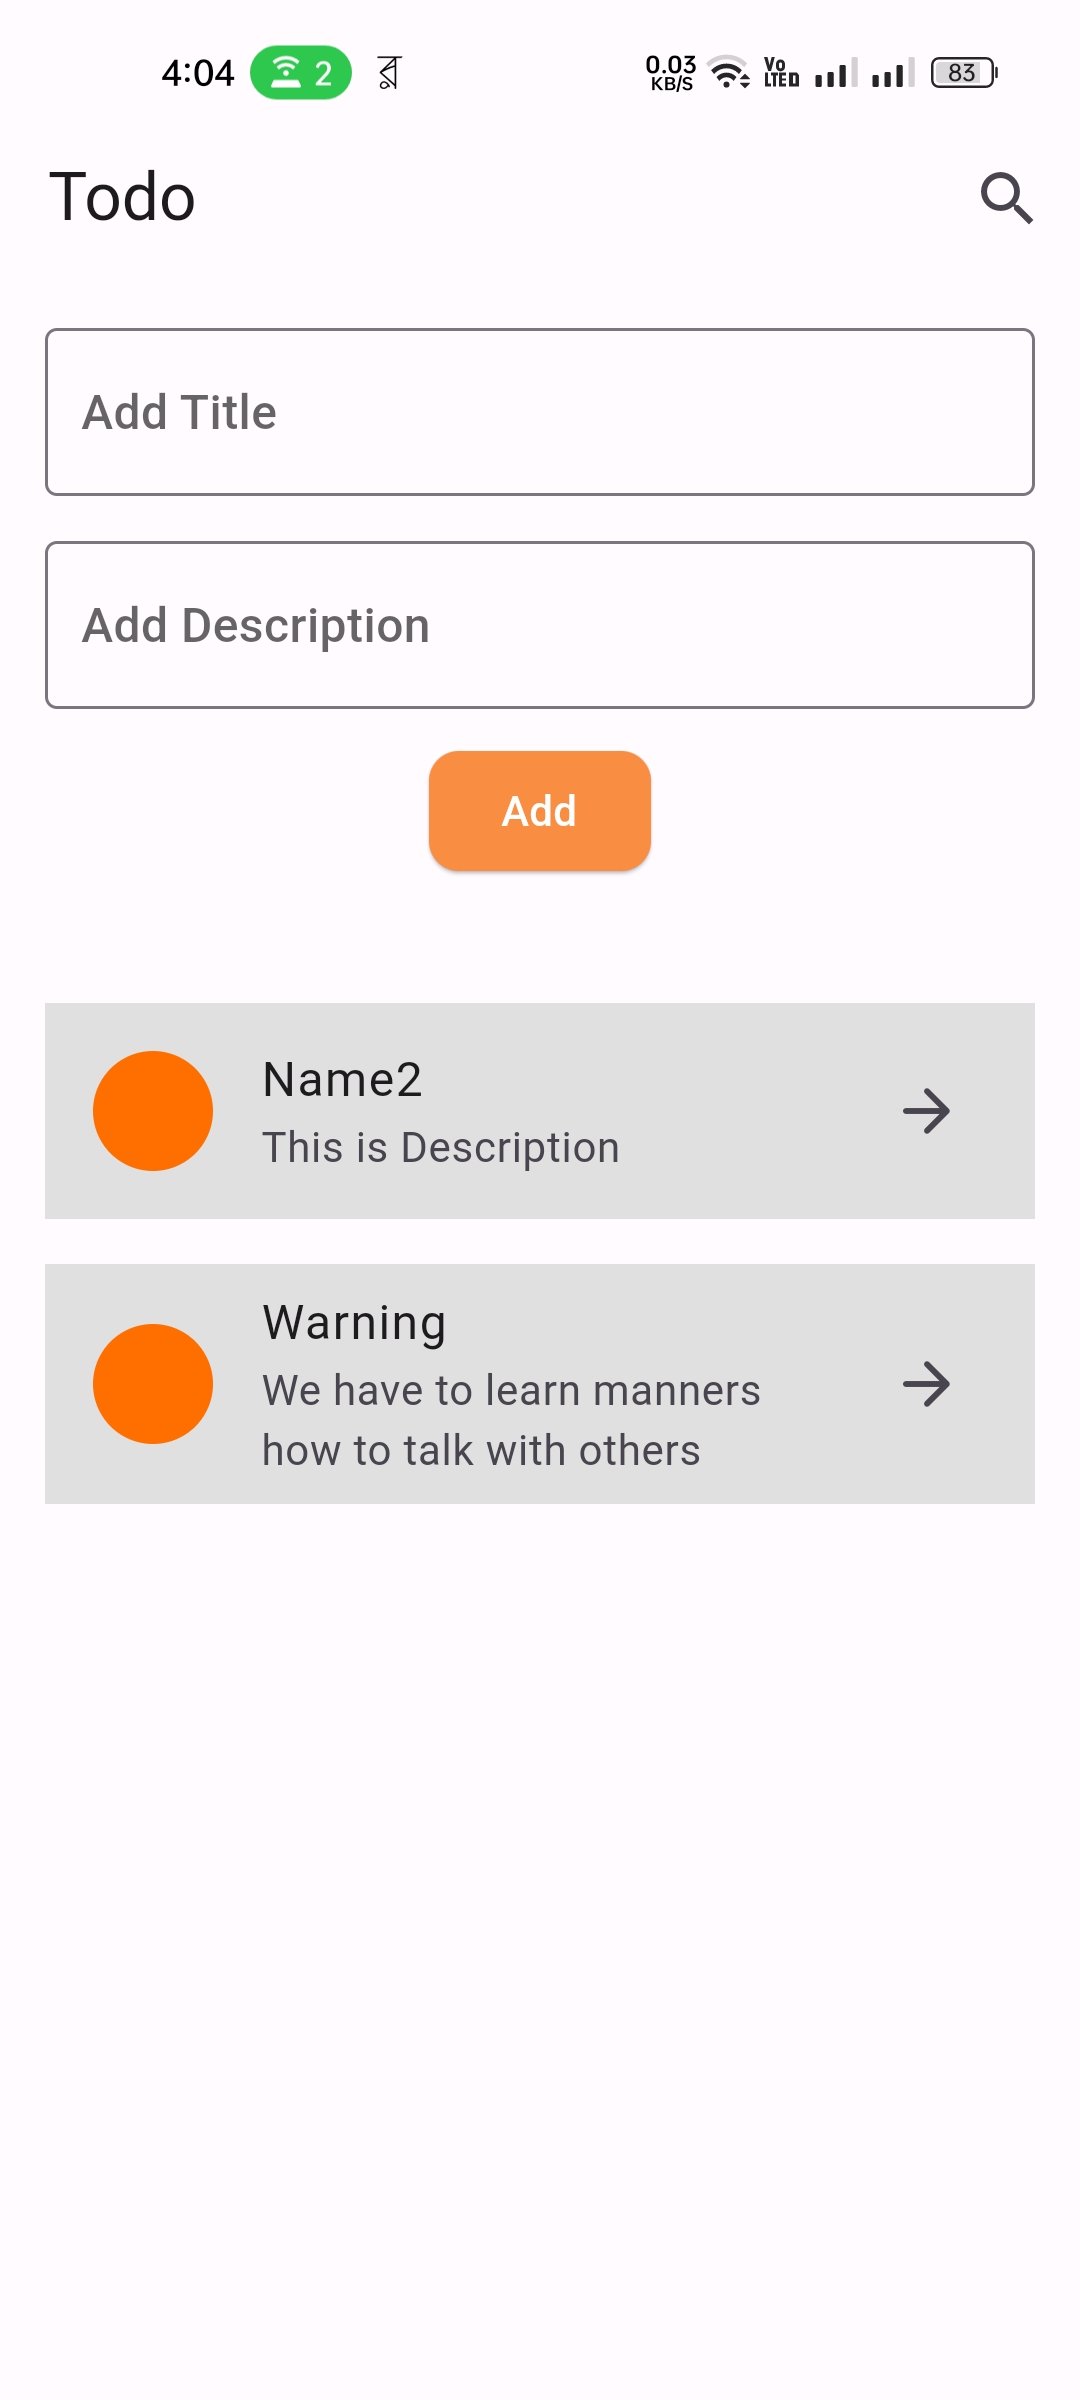 4:04 2
0.03
KB/S
Vo
LTE D
83
Todo
Add Title
Add Description
Add
Name2
This is Description
Warning
We have to learn manners
how to talk with others